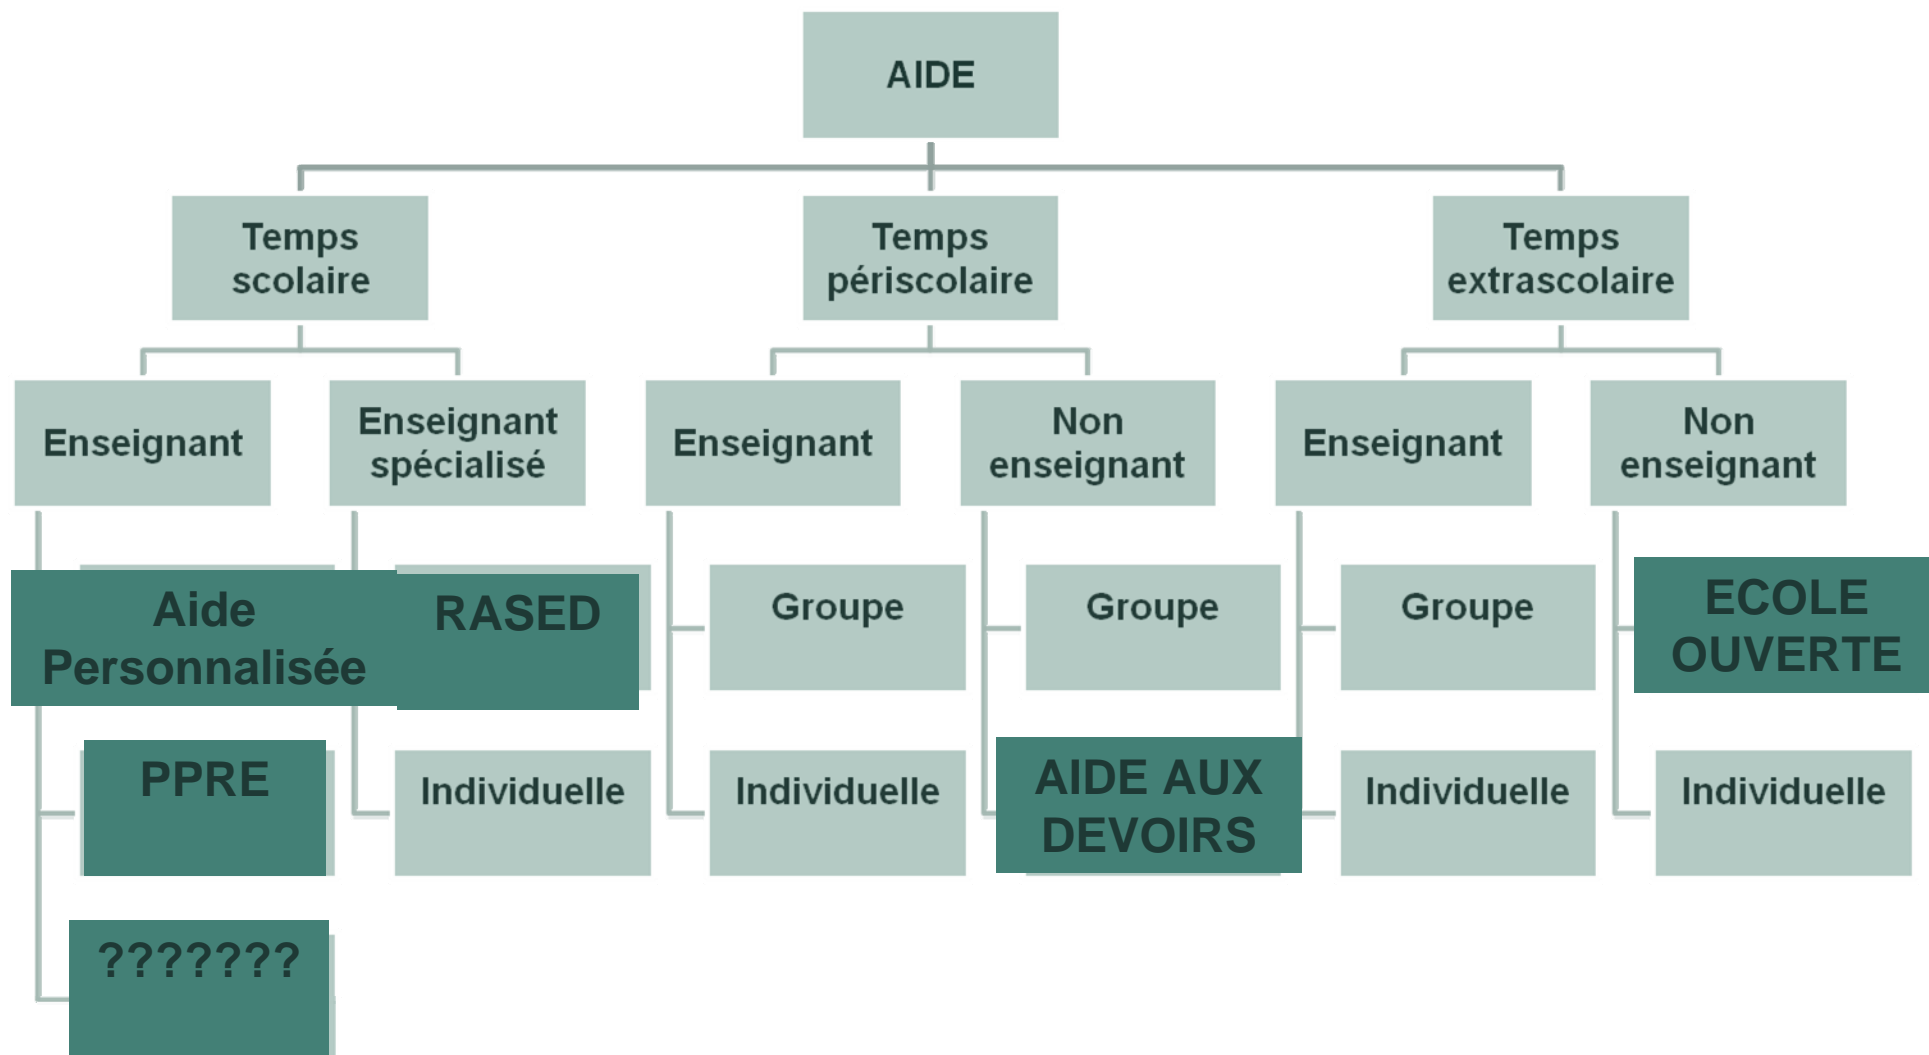 AIDE
Temps
scolaire
Temps
périscolaire
Temps
extrascolaire
Enseignant
Enseignant
spécialisé
Enseignant
Non
enseignant
Enseignant
Non
enseignant
Aide
Personnalisée
RASED
Groupe
Groupe
Groupe
ECOLE
OUVERTE
PPRE
Individuelle
Individuelle
AIDE AUX
DEVOIRS
Individuelle
Individuelle
???????